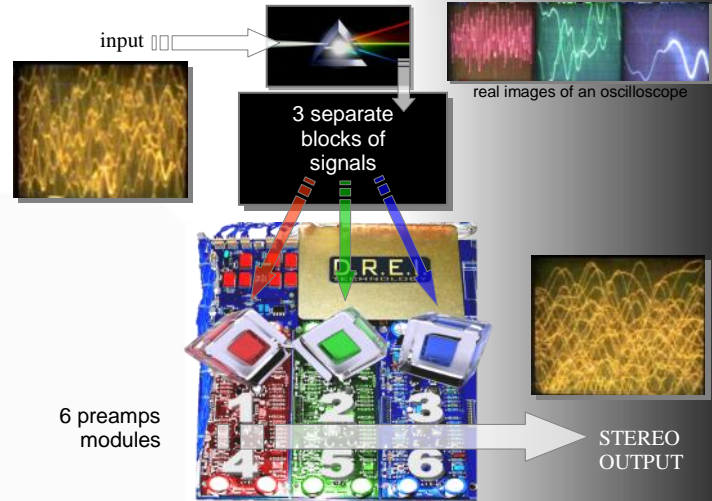 input
real images of an oscilloscope
3 separate
blocks of
signals
D.R.E.I.
TECHNOLOGY
1 2 3
4 5 6
6 preamps
modules
STEREO
OUTPUT